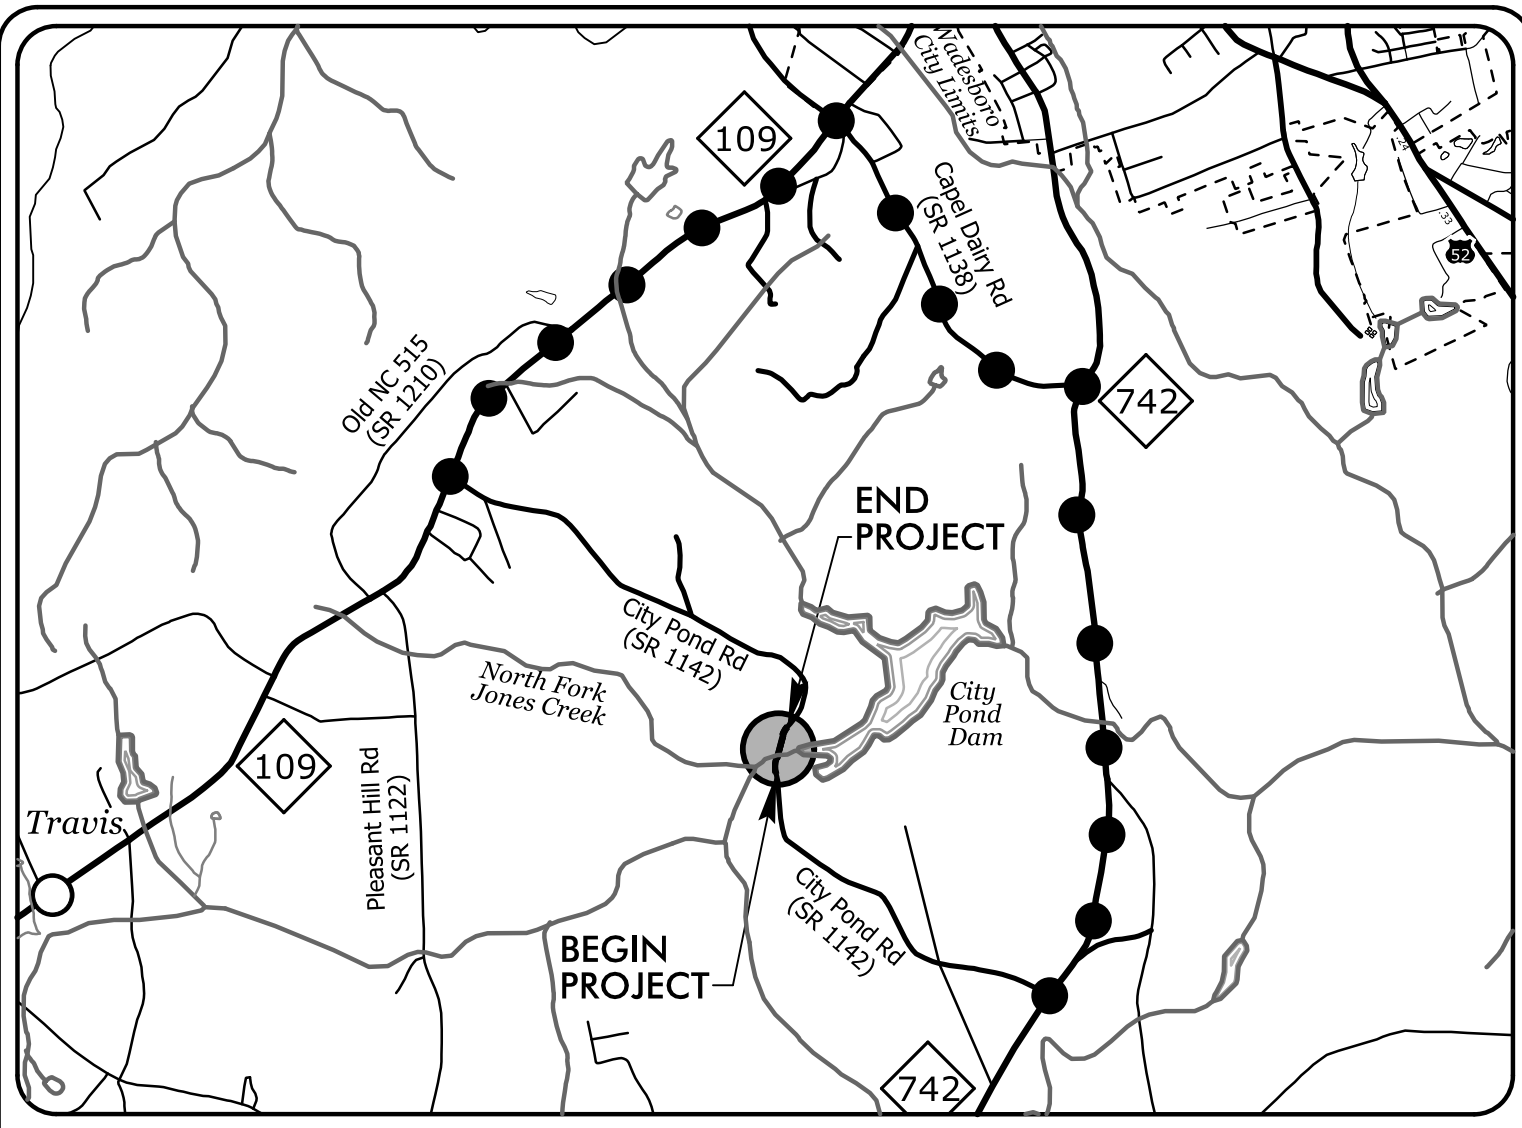 Wadesboro
City Limits
109
Capel Dairy Rd
(SR 1138)
.24
.33
52
Old NC 515
(SR 1210)
742
END
PROJECT
City Pond Rd
(SR 1142)
North Fork
Jones Creek
City
Pond
Dam
109
Pleasant Hill Rd
(SR 1122)
Travis
City Pond Rd
(SR 1142)
BEGIN
PROJECT
742